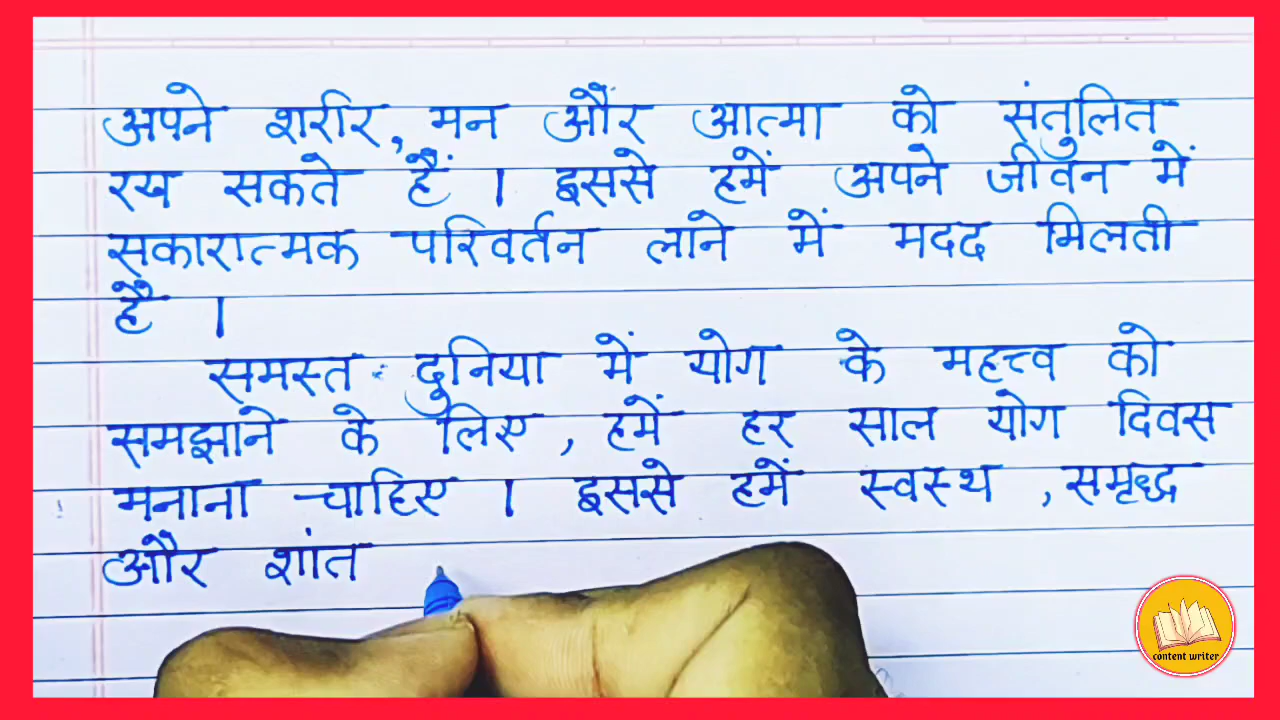 अपने शरीर, मन और आत्मा को संतुलित
रख सकते हैं । इससे हमें अपने जीवन में
सकारात्मक परिवर्तन लाने में मदद मिलती
है ।
समस्त दुनिया में योग के महत्त्व को
समझाने के लिए, हमें हर साल योग दिवस
मनाना चाहिए । इससे हमें स्वस्थ, समृद्ध
और शांत
content writer